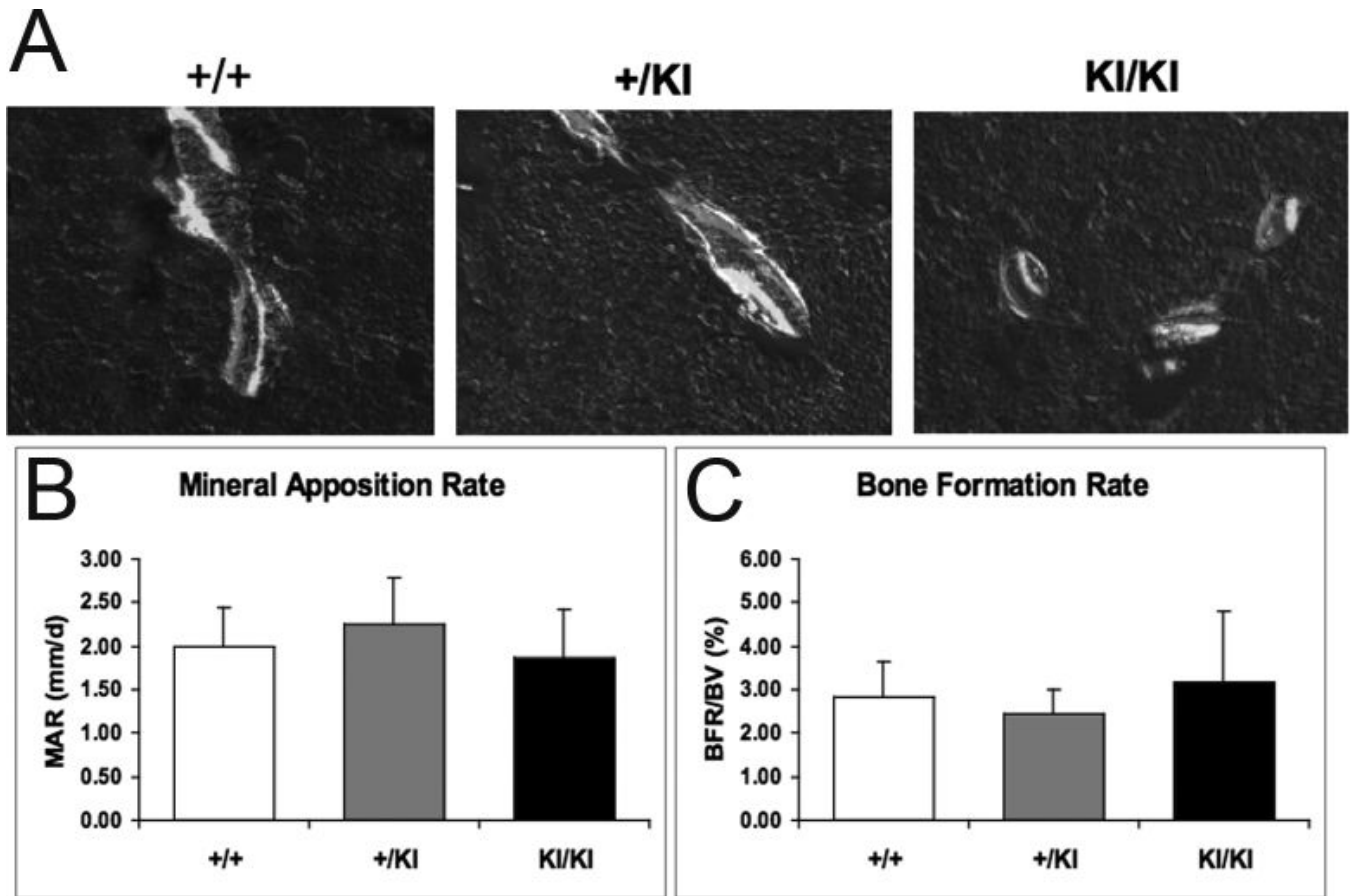 A
+/+ +/KI KI/KI
B Mineral Apposition Rate
MAR (mm/d)
3.00
2.50
2.00
1.50
1.00
0.50
0.00
+/+ +/KI KI/KI
C Bone Formation Rate
BFR/BV (%)
6.00
5.00
4.00
3.00
2.00
1.00
0.00
+/+ +/KI KI/KI